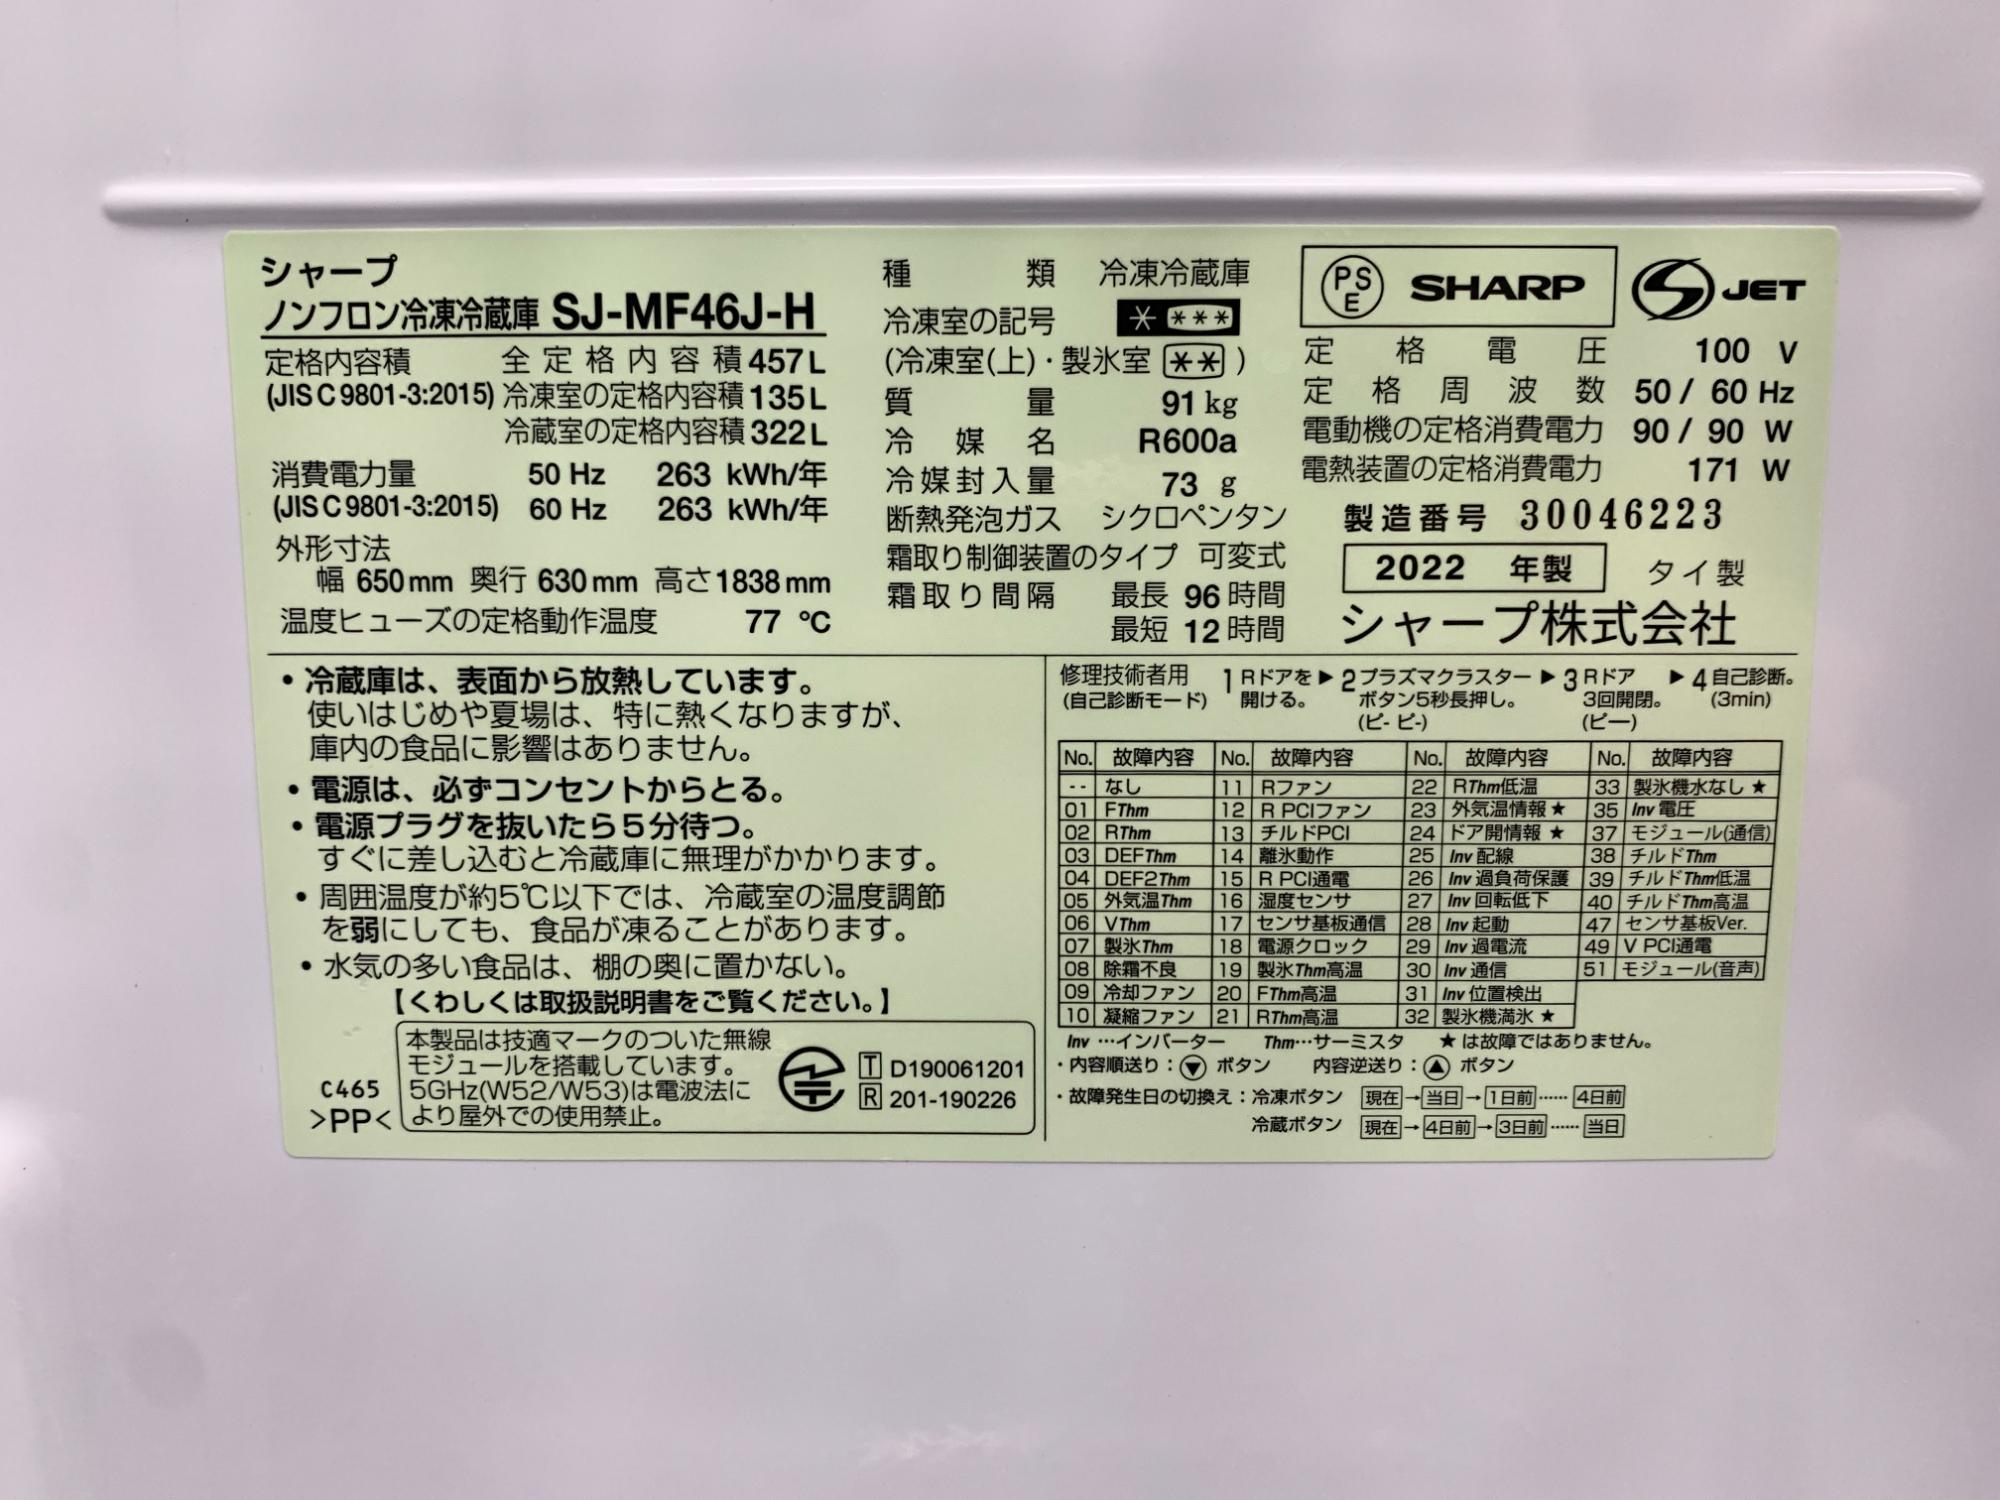 シャープ
ノンフロン冷凍冷蔵庫 SJ-MF46J-H
定格内容積 全定格内容積 457L
(JIS C 9801-3:2015) 冷凍室の定格内容積 135L
冷蔵室の定格内容積 322L
消費電力量 50 Hz 263 kWh/年
(JIS C 9801-3:2015) 60 Hz 263 kWh/年
外形寸法
幅 650mm 奥行 630mm 高さ1838mm
温度ヒューズの定格動作温度 77 ℃
種類 冷凍冷蔵庫
冷凍室の記号 * ***
(冷凍室(上)・製氷室 ** )
質量 91kg
冷媒名 R600a
冷媒封入量 73 g
断熱発泡ガス シクロペンタン
霜取り制御装置のタイプ 可変式
霜取り間隔 最長 96 時間
最短 12 時間
PS E SHARP S JET
定格電圧 100 V
定格周波数 50 / 60 Hz
電動機の定格消費電力 90 / 90 W
電熱装置の定格消費電力 171 W
製造番号 30046223
2022 年製 タイ製
シャープ株式会社
・冷蔵庫は、表面から放熱しています。
使いはじめや夏場は、特に熱くなりますが、
庫内の食品に影響はありません。
・電源は、必ずコンセントからとる。
・電源プラグを抜いたら5分待つ。
すぐに差し込むと冷蔵庫に無理がかかります。
・周囲温度が約5℃以下では、冷蔵室の温度調節
を弱にしても、食品が凍ることがあります。
・水気の多い食品は、棚の奥に置かない。
【くわしくは取扱説明書をご覧ください。】
C465
>PP<
本製品は技適マークのついた無線
モジュールを搭載しています。
5GHz(W52/W53)は電波法に
より屋外での使用禁止。
T D190061201
R 201-190226
修理技術者用 1 Rドアを ▶ 2 プラズマクラスター ▶ 3 Rドア ▶ 4 自己診断。
(自己診断モード) 開ける。 ボタン5秒長押し。 3回開閉。 (3min)
(ピ- ピ-) (ピー)
No. 故障内容 No. 故障内容 No. 故障内容 No. 故障内容
-- なし 11 Rファン 22 RThm低温 33 製氷機水なし ★
01 FThm 12 R PCIファン 23 外気温情報 ★ 35 Inv 電圧
02 RThm 13 チルドPCI 24 ドア開情報 ★ 37 モジュール(通信)
03 DEFThm 14 離氷動作 25 Inv 配線 38 チルドThm
04 DEF2Thm 15 R PCI通電 26 Inv 過負荷保護 39 チルドThm低温
05 外気温Thm 16 湿度センサ 27 Inv 回転低下 40 チルドThm高温
06 VThm 17 センサ基板通信 28 Inv 起動 47 センサ基板Ver.
07 製氷Thm 18 電源クロック 29 Inv 過電流 49 V PCI通電
08 除霜不良 19 製氷Thm高温 30 Inv 通信 51 モジュール(音声)
09 冷却ファン 20 FThm高温 31 Inv 位置検出
10 凝縮ファン 21 RThm高温 32 製氷機満氷 ★
Inv …インバーター Thm…サーミスタ ★は故障ではありません。
・内容順送り：▼ ボタン 内容逆送り：▲ ボタン
・故障発生日の切換え：冷凍ボタン 現在→当日→1日前……4日前
冷蔵ボタン 現在→4日前→3日前……当日